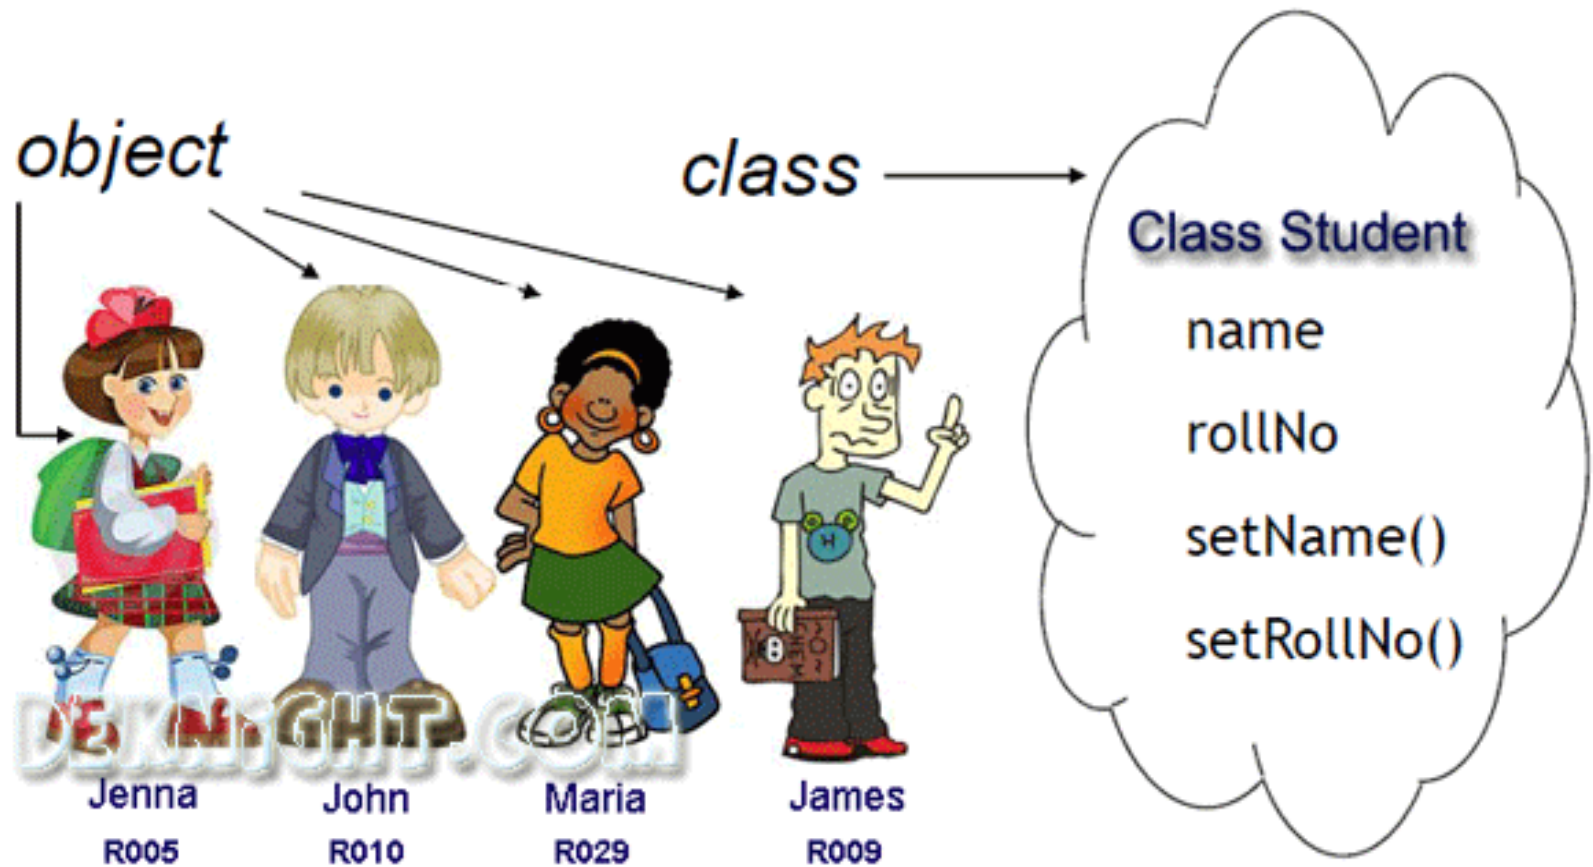 object
class
Class Student
name
rollNo
setName()
setRollNo()
DEKNIGHT.COM
Jenna
John
Maria
James
R005
R010
R029
R009